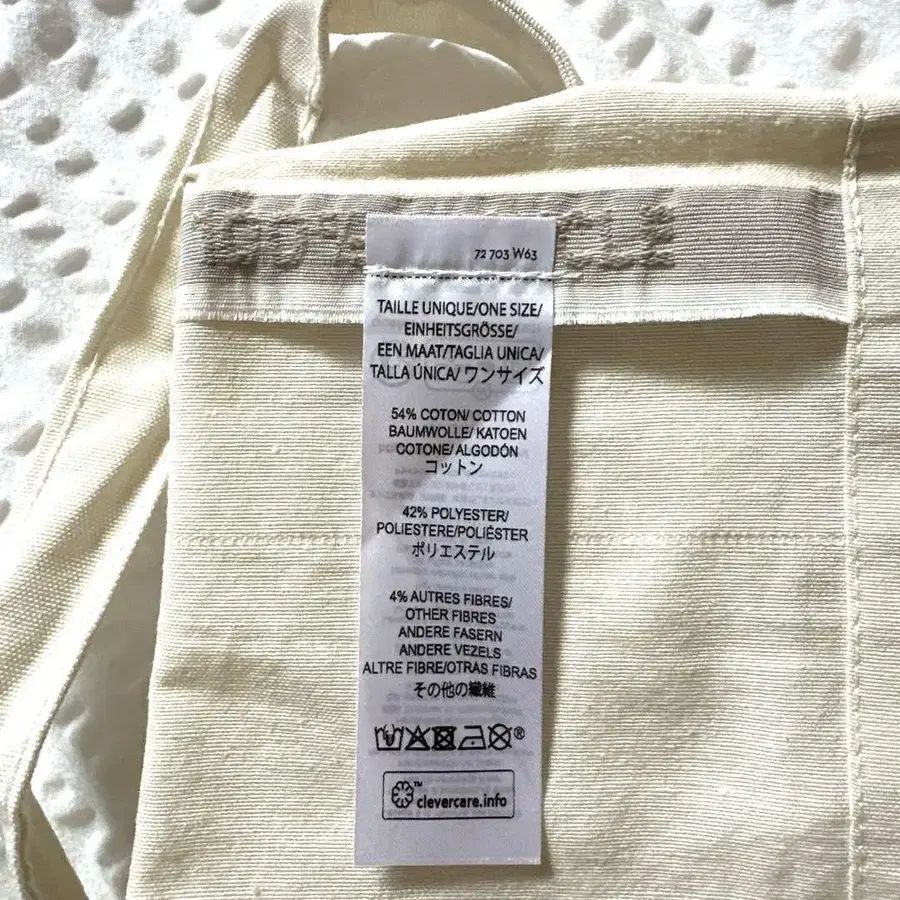 100%
72 703 W63
TAILLE UNIQUE/ONE SIZE/
EINHEITSGRÖSSE/
EEN MAAT/TAGLIA UNICA/
TALLA ÚNICA/ ワンサイズ
54% COTON/ COTTON
BAUMWOLLE/ KATOEN
COTONE/ ALGODÓN
コットン
42% POLYESTER/
POLIESTERE/POLIÉSTER
ポリエステル
4% AUTRES FIBRES/
OTHER FIBRES
ANDERE FASERN
ANDERE VEZELS
ALTRE FIBRE/OTRAS FIBRAS
その他の繊維
®
™
clevercare.info